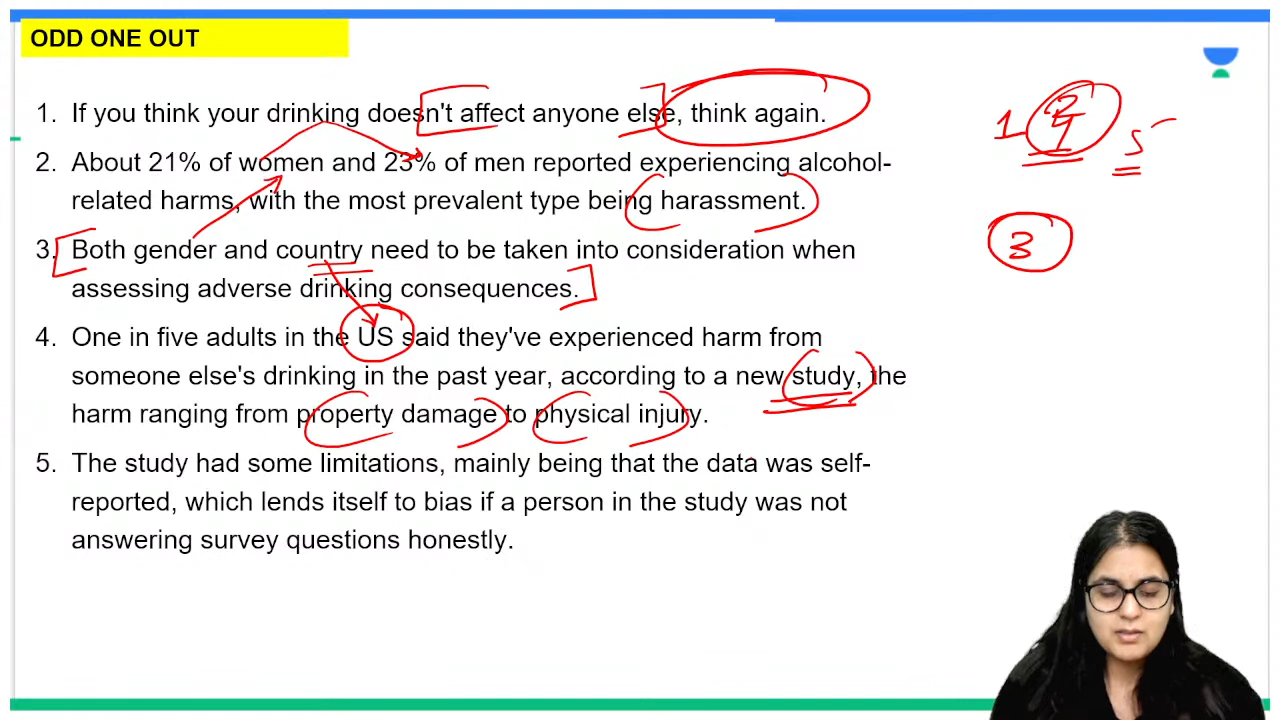 ODD ONE OUT
1. If you think your drinking doesn't affect anyone else, think again.
2. About 21% of women and 23% of men reported experiencing alcohol-
related harms, with the most prevalent type being harassment.
3. Both gender and country need to be taken into consideration when
assessing adverse drinking consequences.
4. One in five adults in the US said they've experienced harm from
someone else's drinking in the past year, according to a new study, the
harm ranging from property damage to physical injury.
5. The study had some limitations, mainly being that the data was self-
reported, which lends itself to bias if a person in the study was not
answering survey questions honestly.
1 5
3